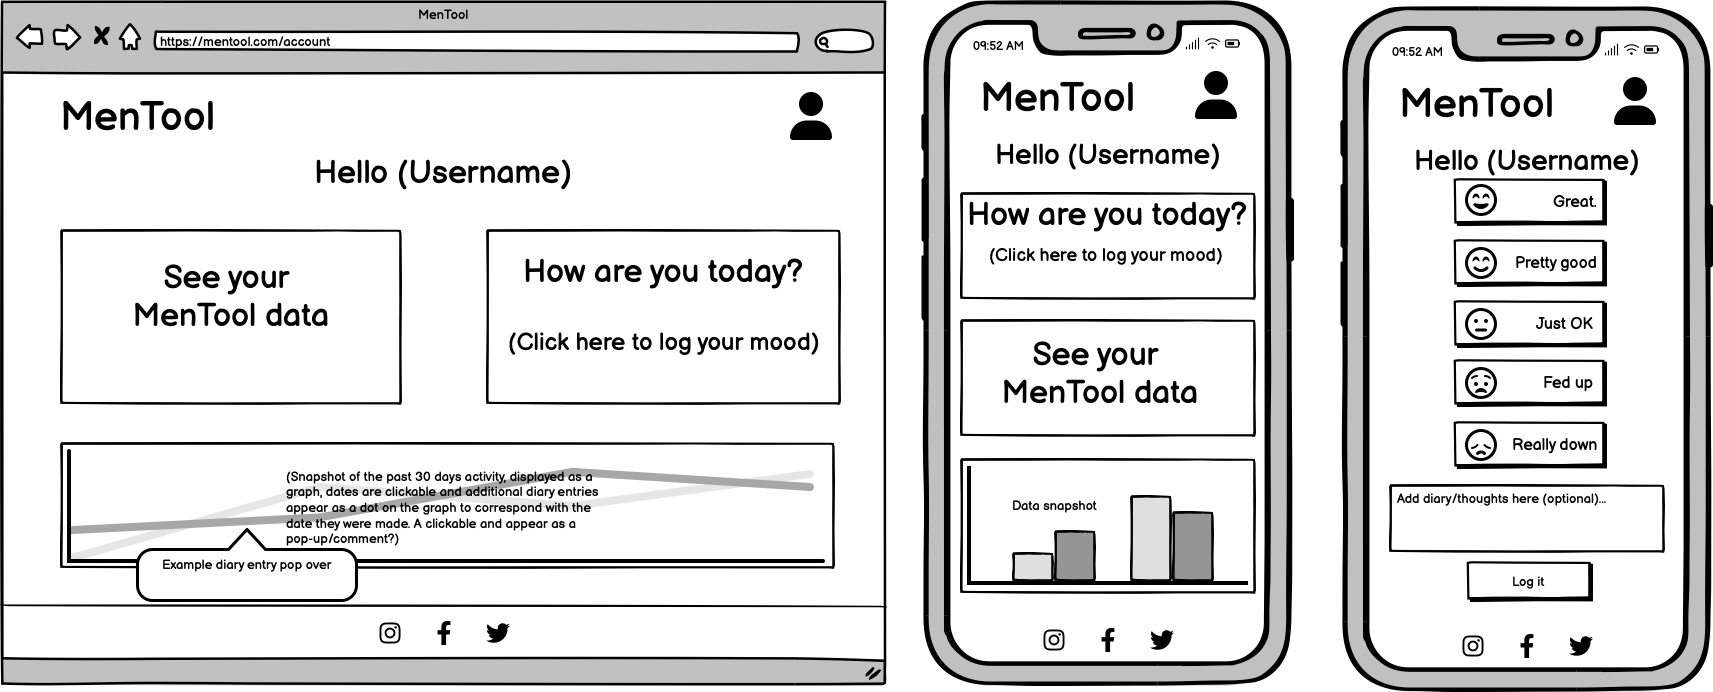 MenTool
https://mentool.com/account
MenTool
Hello (Username)
See your
MenTool data
How are you today?
(Click here to log your mood)
(Snapshot of the past 30 days activity, displayed as a
graph, dates are clickable and additional diary entries
appear as a dot on the graph to correspond with the
date they were made. A clickable and appear as a
pop-up/comment?)
Example diary entry pop over
09:52 AM
MenTool
Hello (Username)
How are you today?
(Click here to log your mood)
See your
MenTool data
Data snapshot
09:52 AM
MenTool
Hello (Username)
Great.
Pretty good
Just OK
Fed up
Really down
Add diary/thoughts here (optional)...
Log it